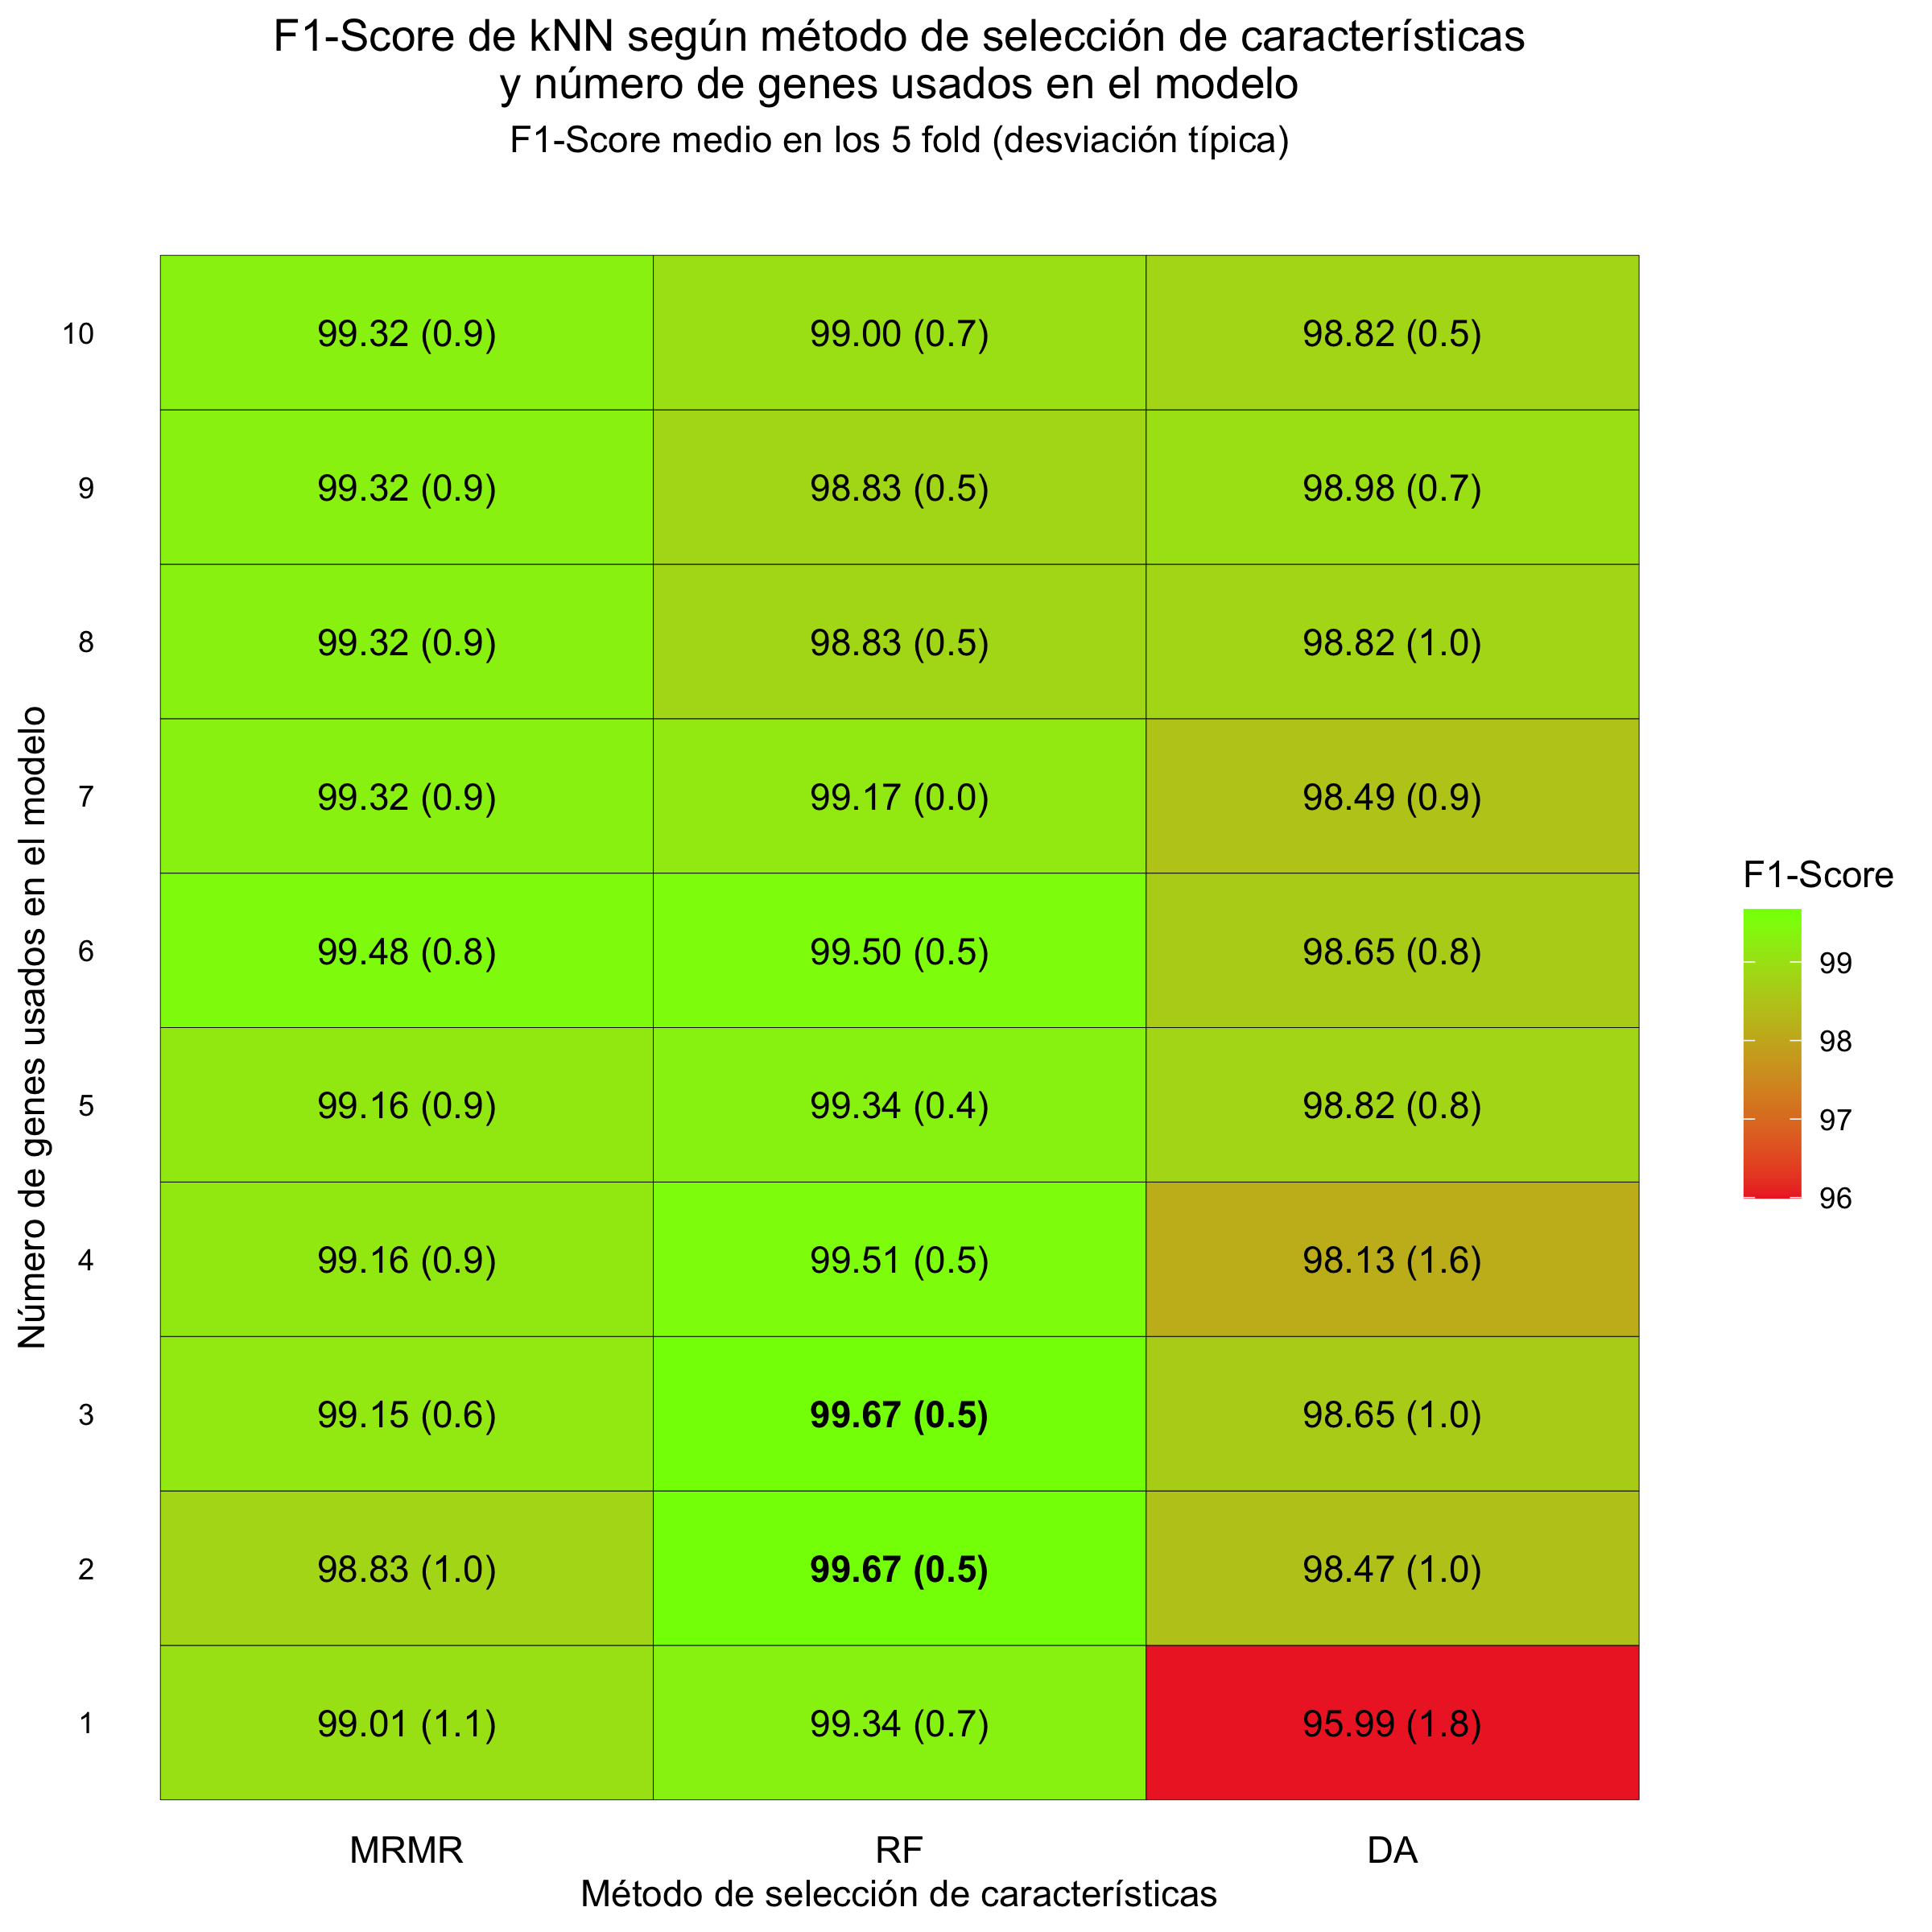 F1-Score de kNN según método de selección de características
y número de genes usados en el modelo
F1-Score medio en los 5 fold (desviación típica)
10 99.32 (0.9) 99.00 (0.7) 98.82 (0.5)
9 99.32 (0.9) 98.83 (0.5) 98.98 (0.7)
8 99.32 (0.9) 98.83 (0.5) 98.82 (1.0)
7 99.32 (0.9) 99.17 (0.0) 98.49 (0.9)
6 99.48 (0.8) 99.50 (0.5) 98.65 (0.8)
5 99.16 (0.9) 99.34 (0.4) 98.82 (0.8)
4 99.16 (0.9) 99.51 (0.5) 98.13 (1.6)
3 99.15 (0.6) 99.67 (0.5) 98.65 (1.0)
2 98.83 (1.0) 99.67 (0.5) 98.47 (1.0)
1 99.01 (1.1) 99.34 (0.7) 95.99 (1.8)
MRMR RF DA
Método de selección de características
Número de genes usados en el modelo
F1-Score
99
98
97
96